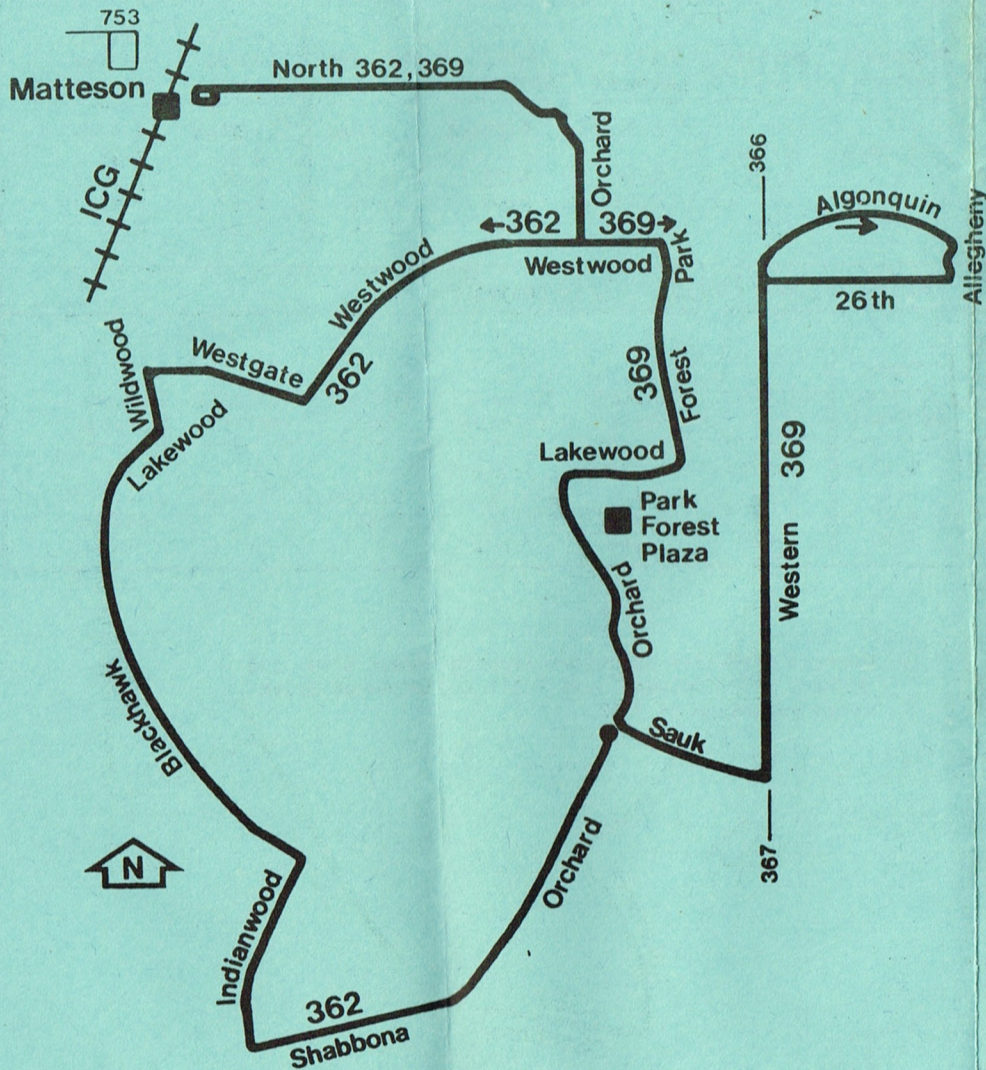 753
Matteson
North 362, 369
ICG
Orchard
366
←362
369→
Algonquin
Westwood
Park
Westwood
Allegheny
26th
Wildwood
Westgate
362
369
Forest
Lakewood
Lakewood
369
Park
Forest
Plaza
Western
Orchard
Blackhawk
Sauk
367
N
Orchard
Indianwood
362
Shabbona